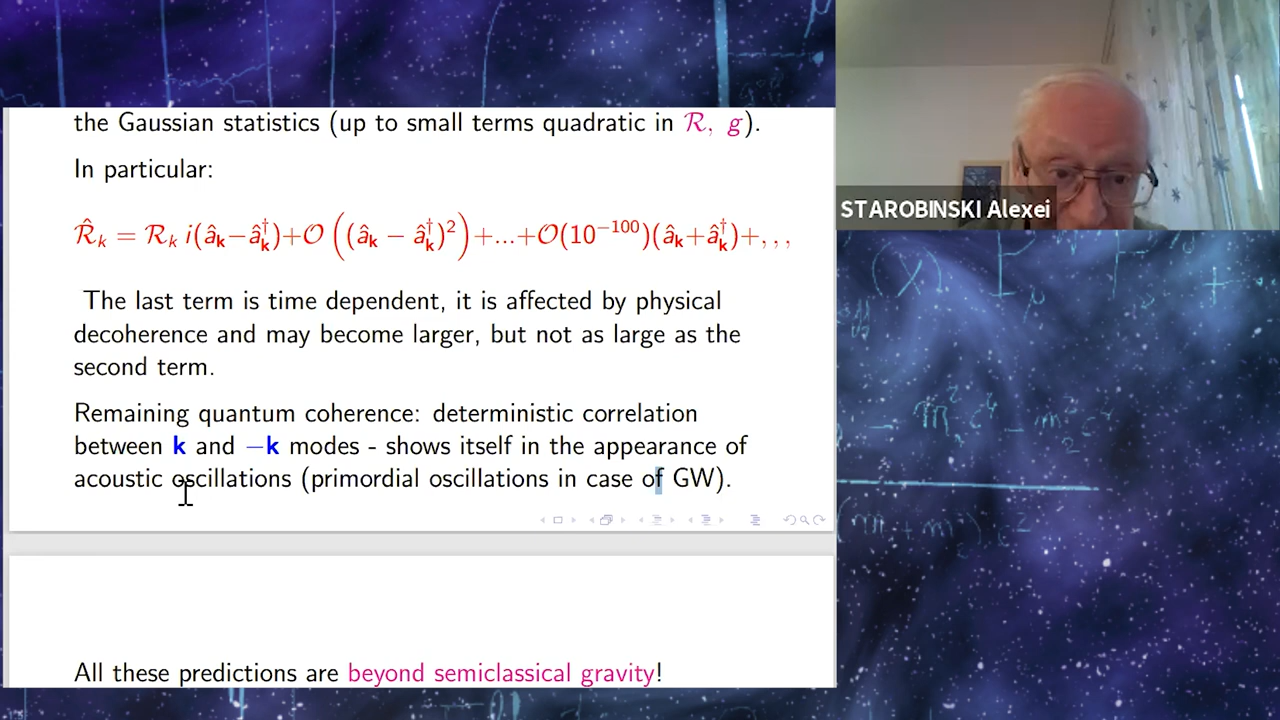 the Gaussian statistics (up to small terms quadratic in ℛ, g).
In particular:
ℛ̂ₖ = ℛₖ i(â𝐤−â𝐤†)+𝒪((â𝐤 − â𝐤†)²)+...+𝒪(10⁻¹⁰⁰)(â𝐤+â𝐤†)+, , ,
The last term is time dependent, it is affected by physical
decoherence and may become larger, but not as large as the
second term.
Remaining quantum coherence: deterministic correlation
between k and −k modes - shows itself in the appearance of
acoustic oscillations (primordial oscillations in case of GW).
All these predictions are beyond semiclassical gravity!
STAROBINSKI Alexei